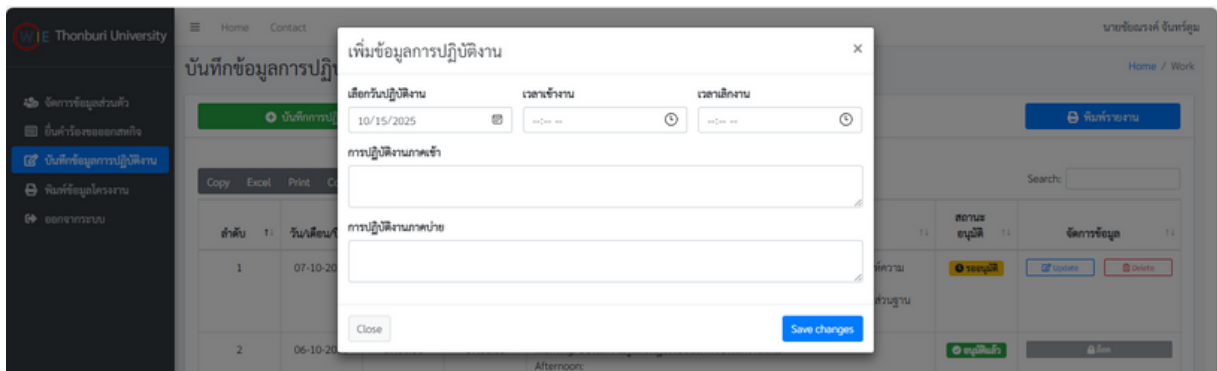 WIE Thonburi University
Home Contact
นายชัยณรงค์ จันทร์ตูม
บันทึกข้อมูลการปฏิบ
Home / Work
จัดการข้อมูลส่วนตัว
ยื่นคำร้องขอออกสหกิจ
บันทึกข้อมูลการปฏิบัติงาน
พิมพ์ข้อมูลโครงงาน
ออกจากระบบ
บันทึกการปฏิ
พิมพ์รายงาน
เพิ่มข้อมูลการปฏิบัติงาน
×
เลือกวันปฏิบัติงาน เวลาเข้างาน เวลาเลิกงาน
10/15/2025 --:-- -- --:-- --
การปฏิบัติงานภาคเช้า
การปฏิบัติงานภาคบ่าย
Close Save changes
Copy Excel Print Co
Search:
ลำดับ วัน/เดือน/ สถานะอนุมัติ จัดการข้อมูล
1 07-10-20 รออนุมัติ Update Delete
ส่วนฐาน
2 06-10-20 อนุมัติแล้ว ล็อก
Afternoon: